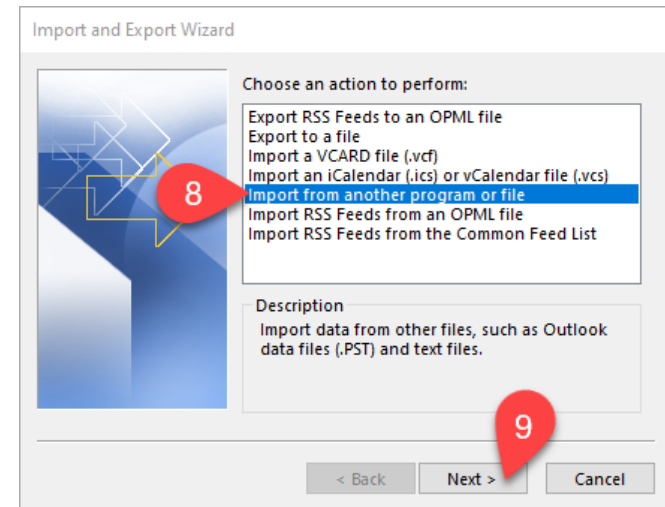 Import and Export Wizard
Choose an action to perform:
Export RSS Feeds to an OPML file
Export to a file
Import a VCARD file (.vcf)
Import an iCalendar (.ics) or vCalendar file (.vcs)
8
Import from another program or file
Import RSS Feeds from an OPML file
Import RSS Feeds from the Common Feed List
Description
Import data from other files, such as Outlook
data files (.PST) and text files.
9
< Back
Next >
Cancel